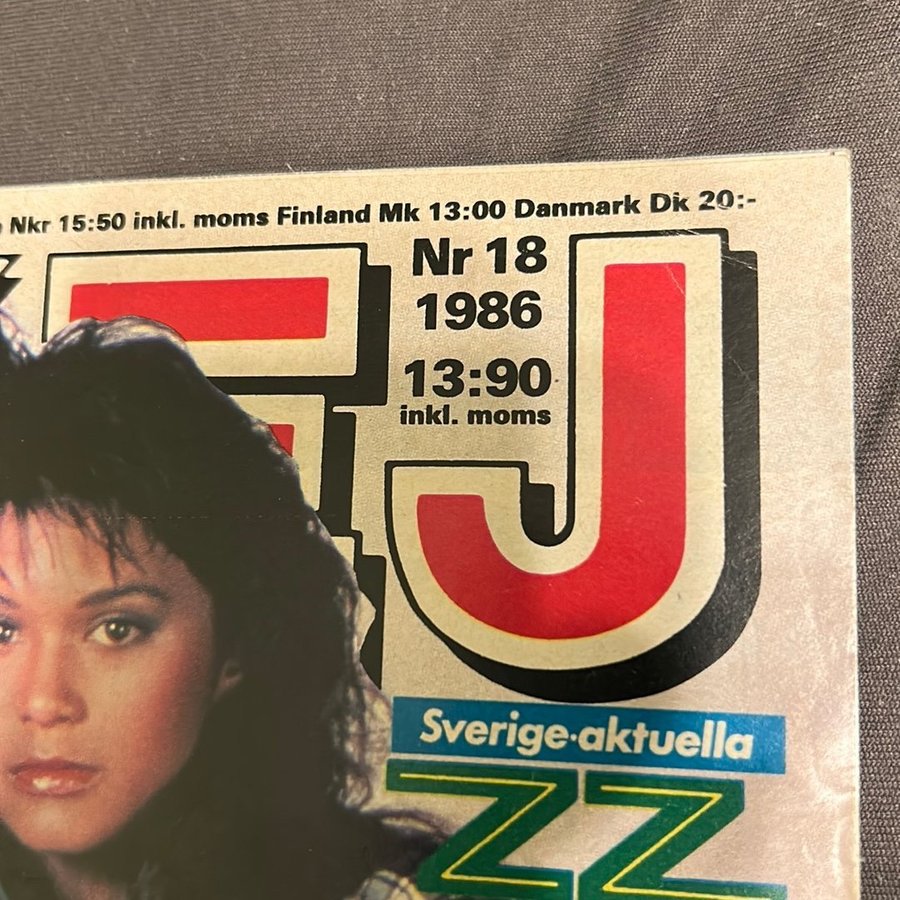 Nkr 15:50 inkl. moms Finland Mk 13:00 Danmark Dk 20:-
EJ
Nr 18
1986
13:90
inkl. moms
Sverige-aktuella
ZZ